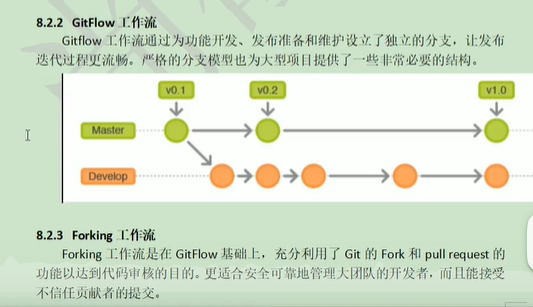 8.2.2 GitFlow 工作流
Gitflow 工作流通过为功能开发、发布准备和维护设立了独立的分支，让发布
迭代过程更流畅。严格的分支模型也为大型项目提供了一些非常必要的结构。
v0.1 v0.2 v1.0
Master
Develop
8.2.3 Forking 工作流
Forking 工作流是在 GitFlow 基础上，充分利用了 Git 的 Fork 和 pull request 的
功能以达到代码审核的目的。更适合安全可靠地管理大团队的开发者，而且能接受
不信任贡献者的提交。